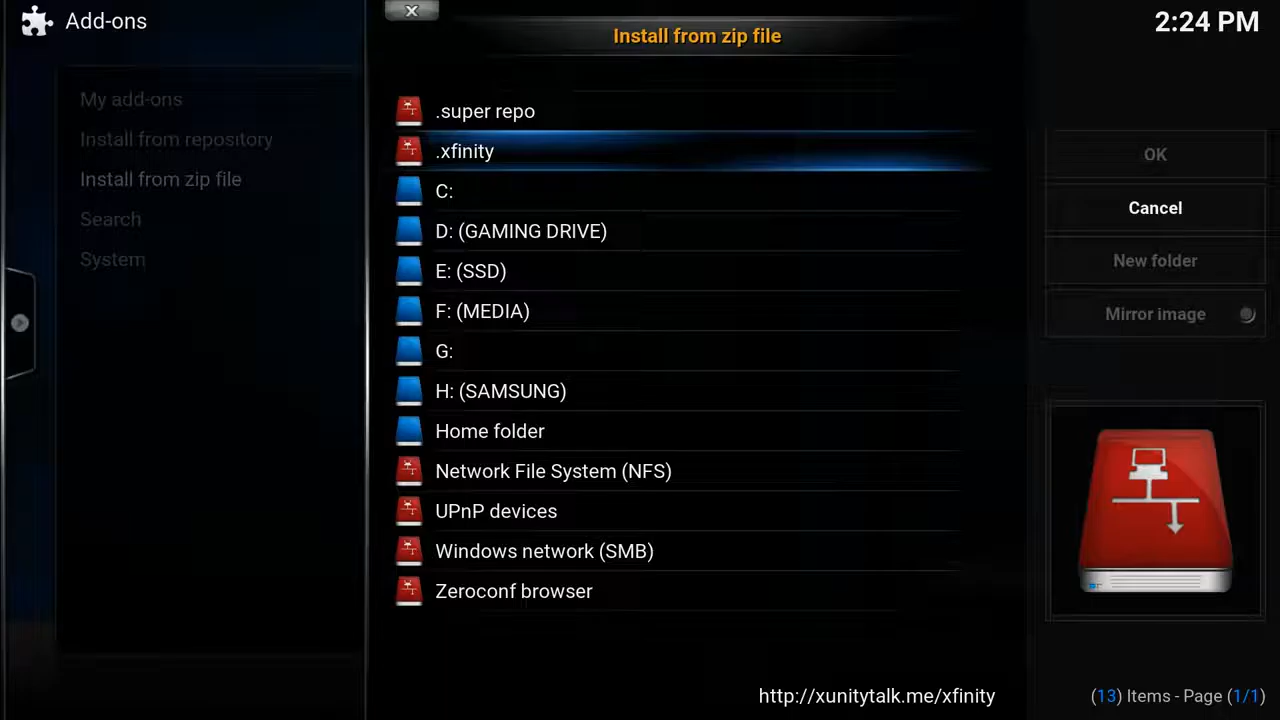 Add-ons
Install from zip file
2:24 PM
My add-ons
Install from repository
Install from zip file
Search
System
.super repo
.xfinity
C:
D: (GAMING DRIVE)
E: (SSD)
F: (MEDIA)
G:
H: (SAMSUNG)
Home folder
Network File System (NFS)
UPnP devices
Windows network (SMB)
Zeroconf browser
OK
Cancel
New folder
Mirror image
http://xunitytalk.me/xfinity
(13) Items - Page (1/1)